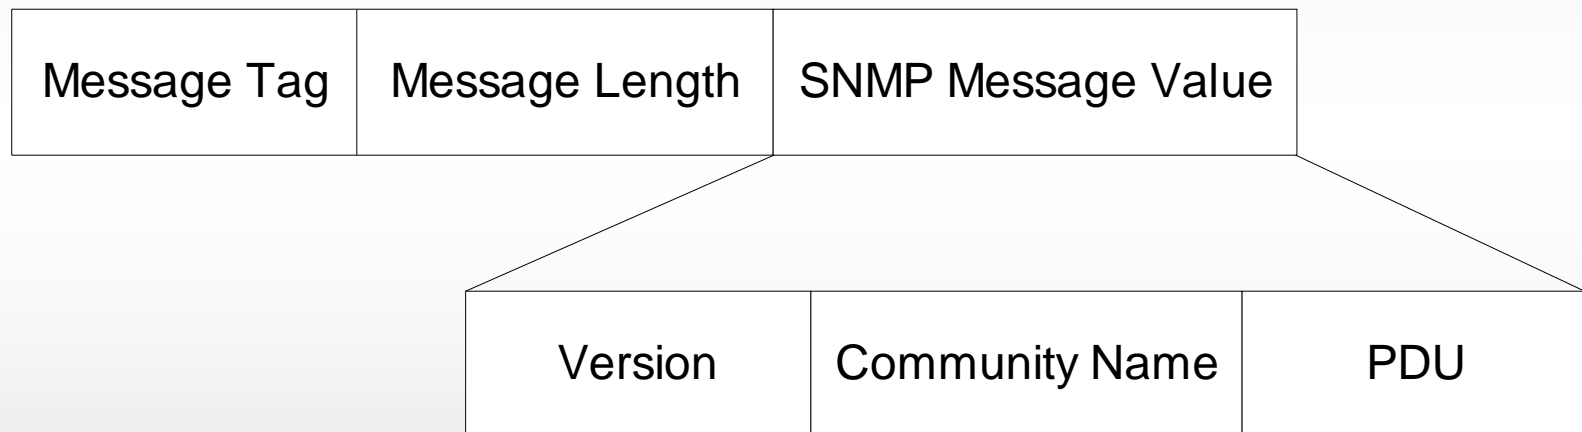 Message Tag Message Length SNMP Message Value
Version Community Name PDU